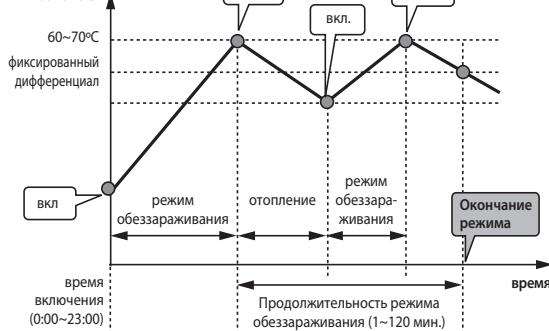 60~70ºC
вкл.
фиксированный
дифференциал
вкл
режим
обеззараживания
отопление
режим
обеззара-
живания
Окончание
режима
время
включения
(0:00~23:00)
Продолжительность режима
обеззараживания (1~120 мин.)
время